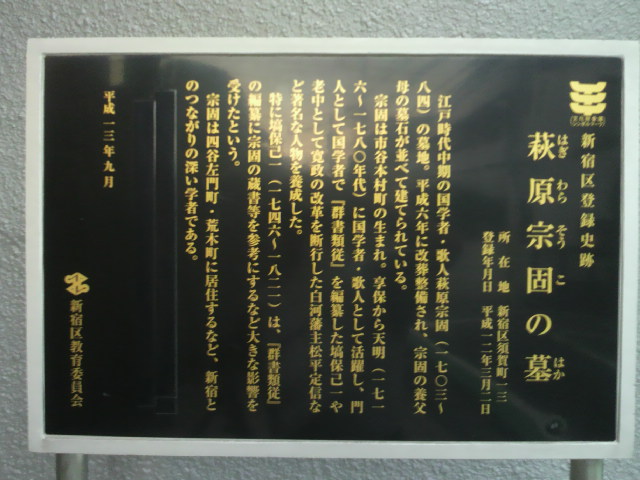 新宿区登録史跡
萩原宗固の墓
はぎわらそうこ はか
所在地 新宿区須賀町一三
登録年月日 平成一二年三月二日
江戸時代中期の国学者・歌人萩原宗固（一七〇三〜
八四）の墓地。平成六年に改葬整備され、宗固の養父
母の墓石が並べて建てられている。
宗固は市谷本村町の生まれ。享保から天明（一七一
六〜一七八〇年代）に国学者・歌人として活躍し、門
人として国学者で『群書類従』を編纂した塙保己一や
老中として寛政の改革を断行した白河藩主松平定信な
ど著名な人物を養成した。
特に塙保己一（一七四六〜一八二一）は、『群書類従』
の編纂に宗固の蔵書等を参考にするなど大きな影響を
受けたという。
宗固は四谷左門町・荒木町に居住するなど、新宿と
のつながりの深い学者である。
平成一三年九月
新宿区教育委員会